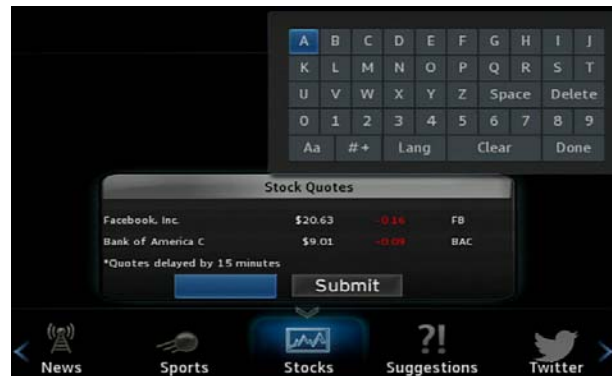 A B C D E F G H I J
K L M N O P Q R S T
U V W X Y Z Space Delete
0 1 2 3 4 5 6 7 8 9
Aa #+ Lang Clear Done
Stock Quotes
Facebook, Inc. $20.63 -0.16 FB
Bank of America C $9.01 -0.09 BAC
*Quotes delayed by 15 minutes
Submit
?!
News Sports Stocks Suggestions Twitter